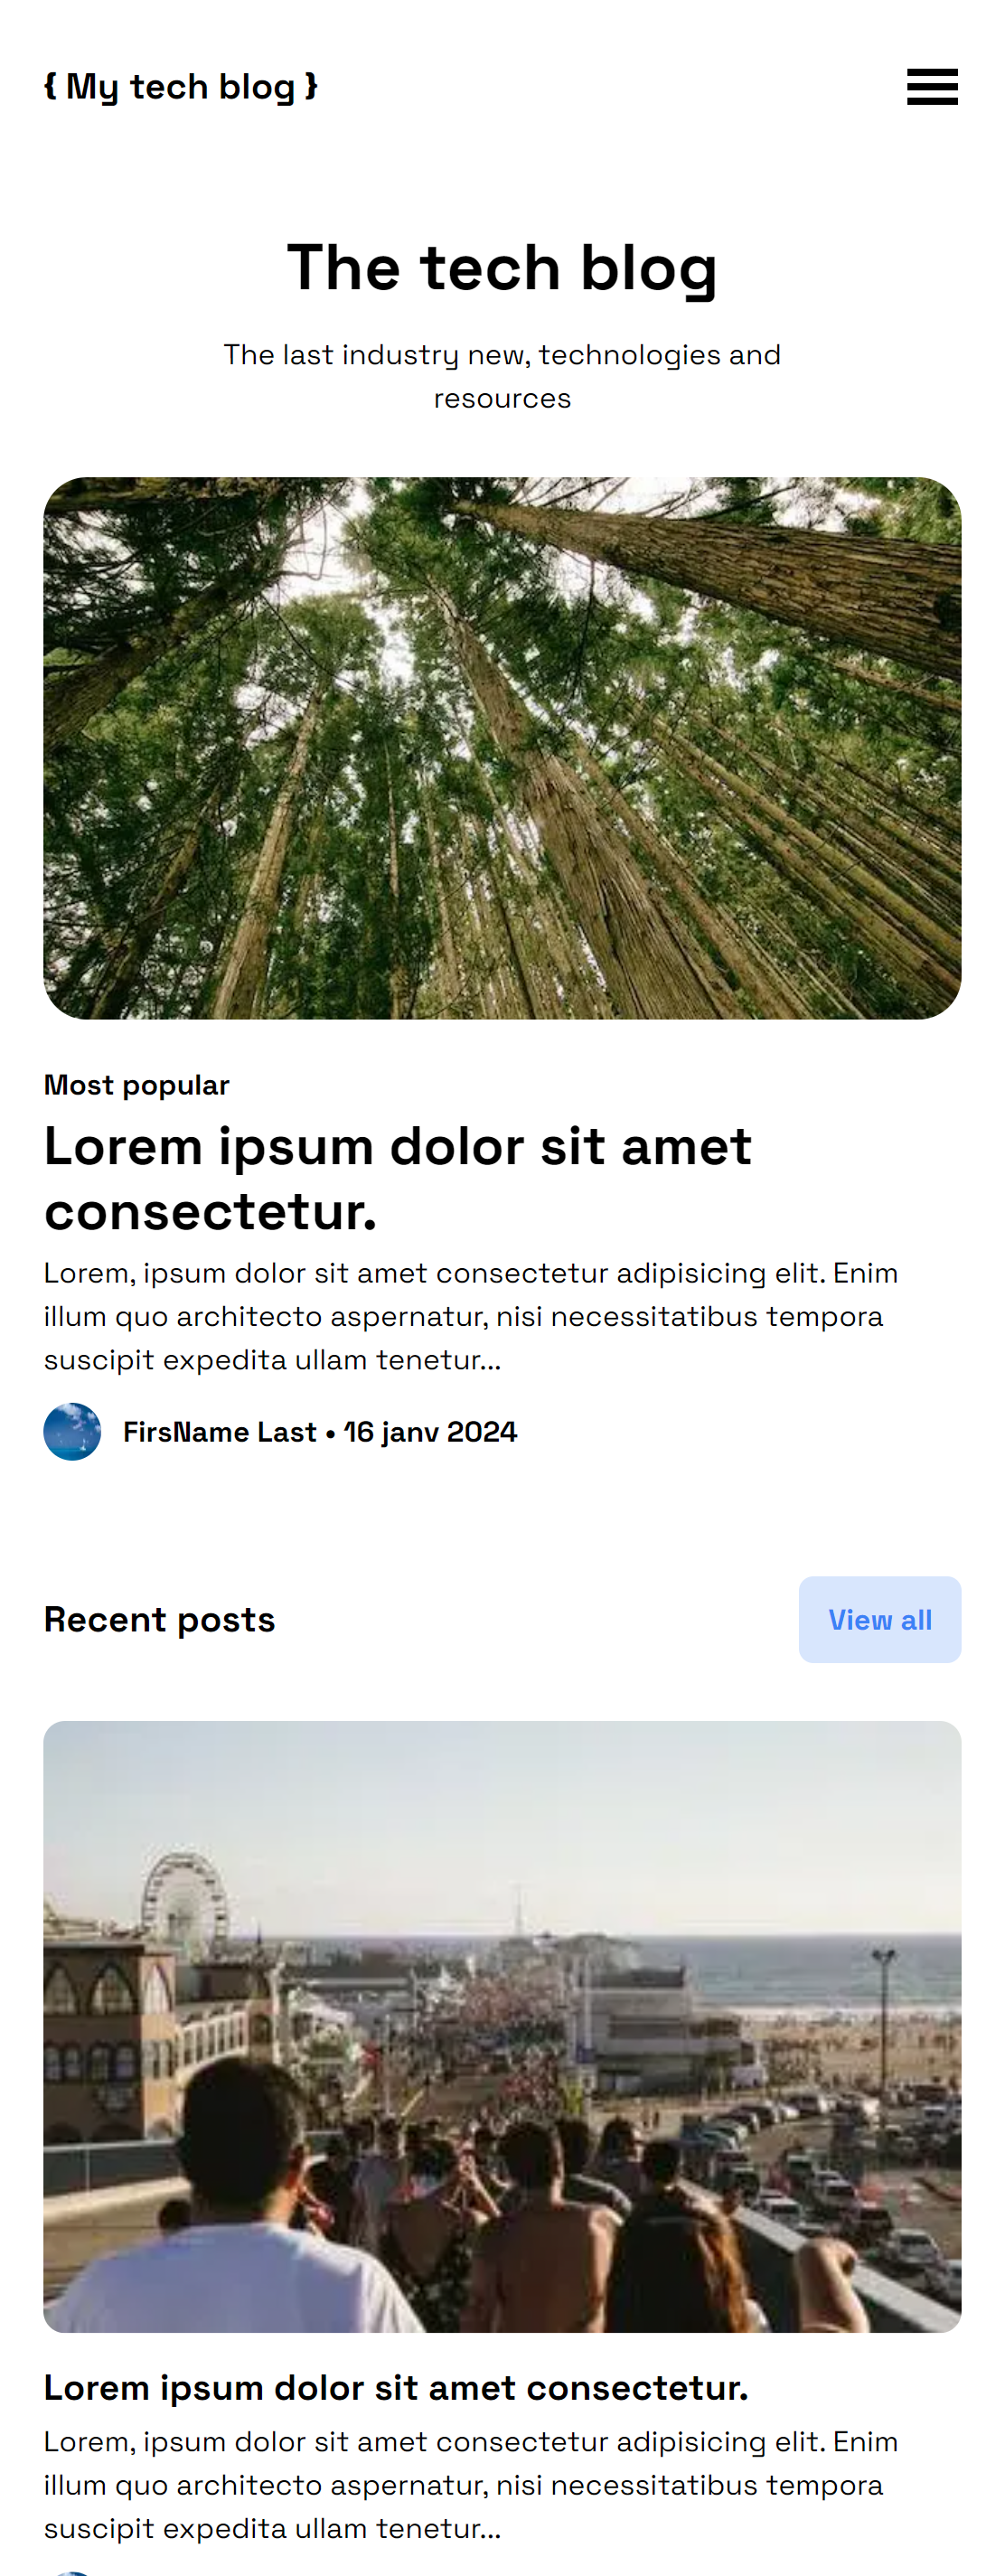 { My tech blog }
The tech blog
The last industry new, technologies and
resources
Most popular
Lorem ipsum dolor sit amet
consectetur.
Lorem, ipsum dolor sit amet consectetur adipisicing elit. Enim
illum quo architecto aspernatur, nisi necessitatibus tempora
suscipit expedita ullam tenetur...
FirsName Last • 16 janv 2024
Recent posts
View all
Lorem ipsum dolor sit amet consectetur.
Lorem, ipsum dolor sit amet consectetur adipisicing elit. Enim
illum quo architecto aspernatur, nisi necessitatibus tempora
suscipit expedita ullam tenetur...